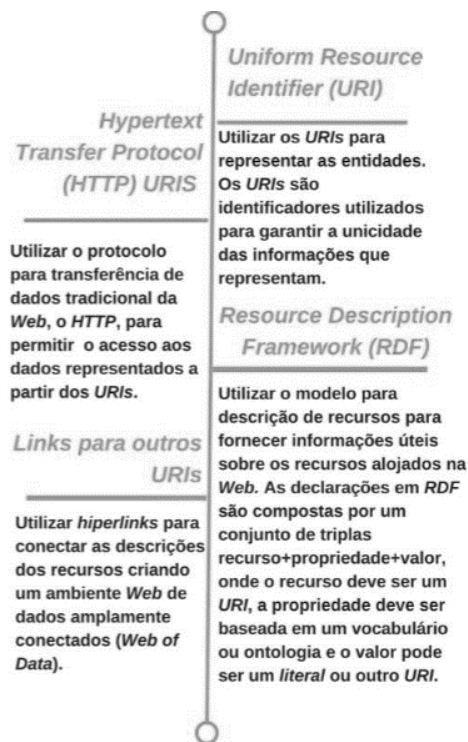 Uniform Resource
Identifier (URI)
Utilizar os URIs para
representar as entidades.
Os URIs são
identificadores utilizados
para garantir a unicidade
das informações que
representam.
Hypertext
Transfer Protocol
(HTTP) URIS
Utilizar o protocolo
para transferência de
dados tradicional da
Web, o HTTP, para
permitir o acesso aos
dados representados a
partir dos URIs.
Resource Description
Framework (RDF)
Utilizar o modelo para
descrição de recursos para
fornecer informações úteis
sobre os recursos alojados na
Web. As declarações em RDF
são compostas por um
conjunto de triplas
recurso+propriedade+valor,
onde o recurso deve ser um
URI, a propriedade deve ser
baseada em um vocabulário
ou ontologia e o valor pode
ser um literal ou outro URI.
Links para outros
URIs
Utilizar hiperlinks para
conectar as descrições
dos recursos criando
um ambiente Web de
dados amplamente
conectados (Web of
Data).